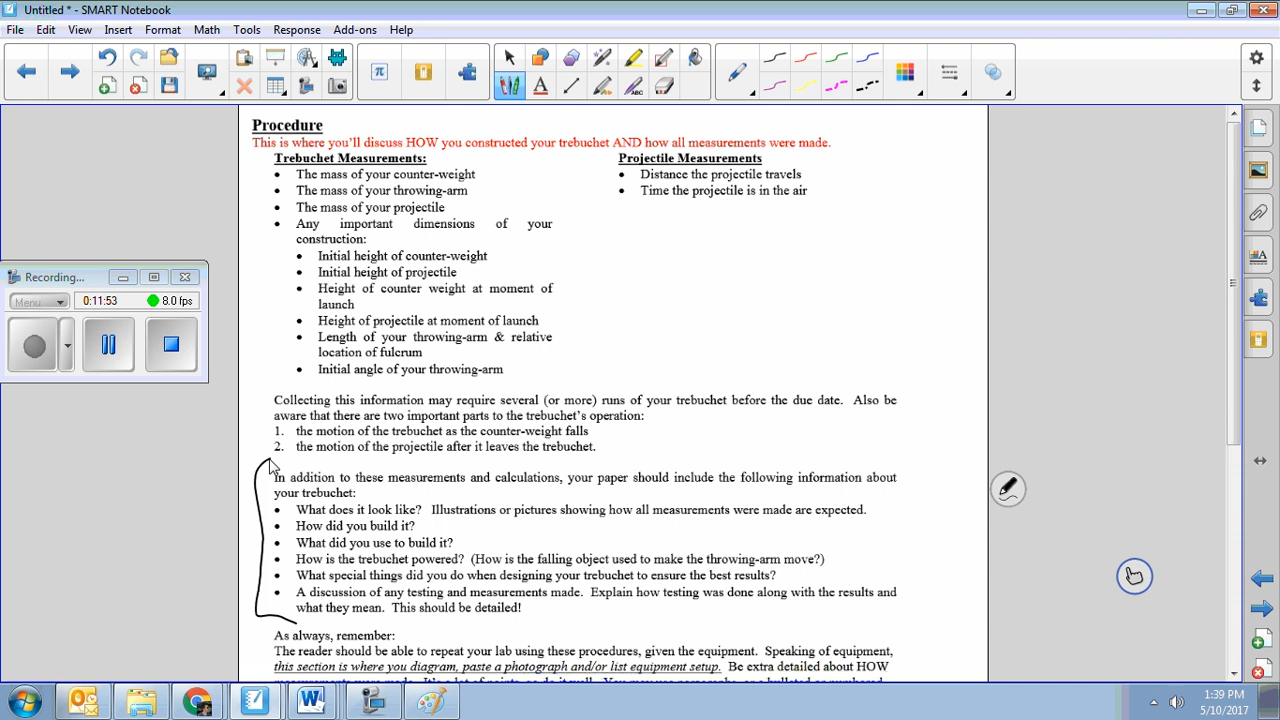 Untitled * - SMART Notebook
File Edit View Insert Format Math Tools Response Add-ons Help
π
A
ABC
Procedure
This is where you'll discuss HOW you constructed your trebuchet AND how all measurements were made.
Trebuchet Measurements:
• The mass of your counter-weight
• The mass of your throwing-arm
• The mass of your projectile
• Any important dimensions of your
construction:
• Initial height of counter-weight
• Initial height of projectile
• Height of counter weight at moment of
launch
• Height of projectile at moment of launch
• Length of your throwing-arm & relative
location of fulcrum
• Initial angle of your throwing-arm
Projectile Measurements
• Distance the projectile travels
• Time the projectile is in the air
Recording...
Menu
0:11:53
8.0 fps
Collecting this information may require several (or more) runs of your trebuchet before the due date. Also be
aware that there are two important parts to the trebuchet's operation:
1. the motion of the trebuchet as the counter-weight falls
2. the motion of the projectile after it leaves the trebuchet.
In addition to these measurements and calculations, your paper should include the following information about
your trebuchet:
• What does it look like? Illustrations or pictures showing how all measurements were made are expected.
• How did you build it?
• What did you use to build it?
• How is the trebuchet powered? (How is the falling object used to make the throwing-arm move?)
• What special things did you do when designing your trebuchet to ensure the best results?
• A discussion of any testing and measurements made. Explain how testing was done along with the results and
what they mean. This should be detailed!
As always, remember:
The reader should be able to repeat your lab using these procedures, given the equipment. Speaking of equipment,
this section is where you diagram, paste a photograph and/or list equipment setup. Be extra detailed about HOW
1:39 PM
5/10/2017